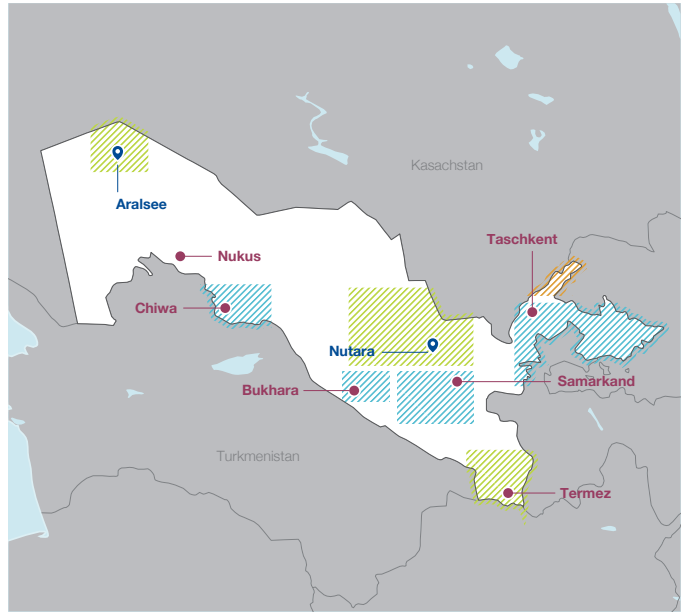 Kasachstan
Aralsee
Taschkent
Nukus
Chiwa
Nutara
Bukhara
Samarkand
Turkmenistan
Termez